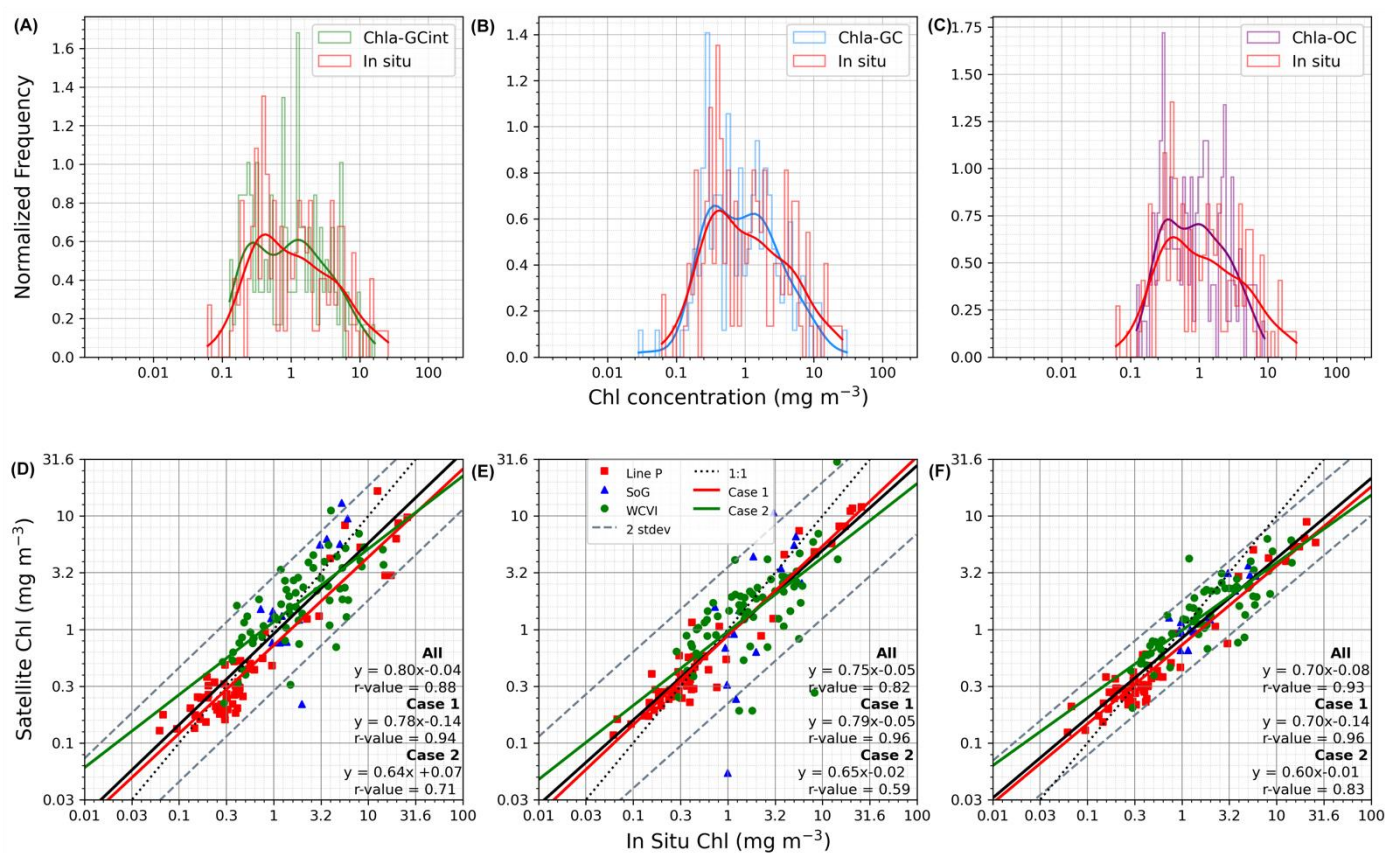 (A)
Chla-GCint
In situ
1.6
1.4
1.2
1.0
0.8
0.6
0.4
0.2
0.0
Normalized Frequency
0.01 0.1 1 10 100
(B)
Chla-GC
In situ
1.4
1.2
1.0
0.8
0.6
0.4
0.2
0.0
0.01 0.1 1 10 100
Chl concentration (mg m⁻³)
(C)
Chla-OC
In situ
1.75
1.50
1.25
1.00
0.75
0.50
0.25
0.00
0.01 0.1 1 10 100
(D)
31.6
10
3.2
1
0.3
0.1
0.03
Satellite Chl (mg m⁻³)
All
y = 0.80x-0.04
r-value = 0.88
Case 1
y = 0.78x-0.14
r-value = 0.94
Case 2
y = 0.64x +0.07
r-value = 0.71
0.01 0.03 0.1 0.3 1 3.2 10 31.6 100
(E)
31.6
10
3.2
1
0.3
0.1
0.03
Line P
SoG
WCVI
2 stdev
1:1
Case 1
Case 2
All
y = 0.75x-0.05
r-value = 0.82
Case 1
y = 0.79x-0.05
r-value = 0.96
Case 2
y = 0.65x-0.02
r-value = 0.59
0.01 0.03 0.1 0.3 1 3.2 10 31.6 100
In Situ Chl (mg m⁻³)
(F)
31.6
10
3.2
1
0.3
0.1
0.03
All
y = 0.70x-0.08
r-value = 0.93
Case 1
y = 0.70x-0.14
r-value = 0.96
Case 2
y = 0.60x-0.01
r-value = 0.83
0.01 0.03 0.1 0.3 1 3.2 10 31.6 100